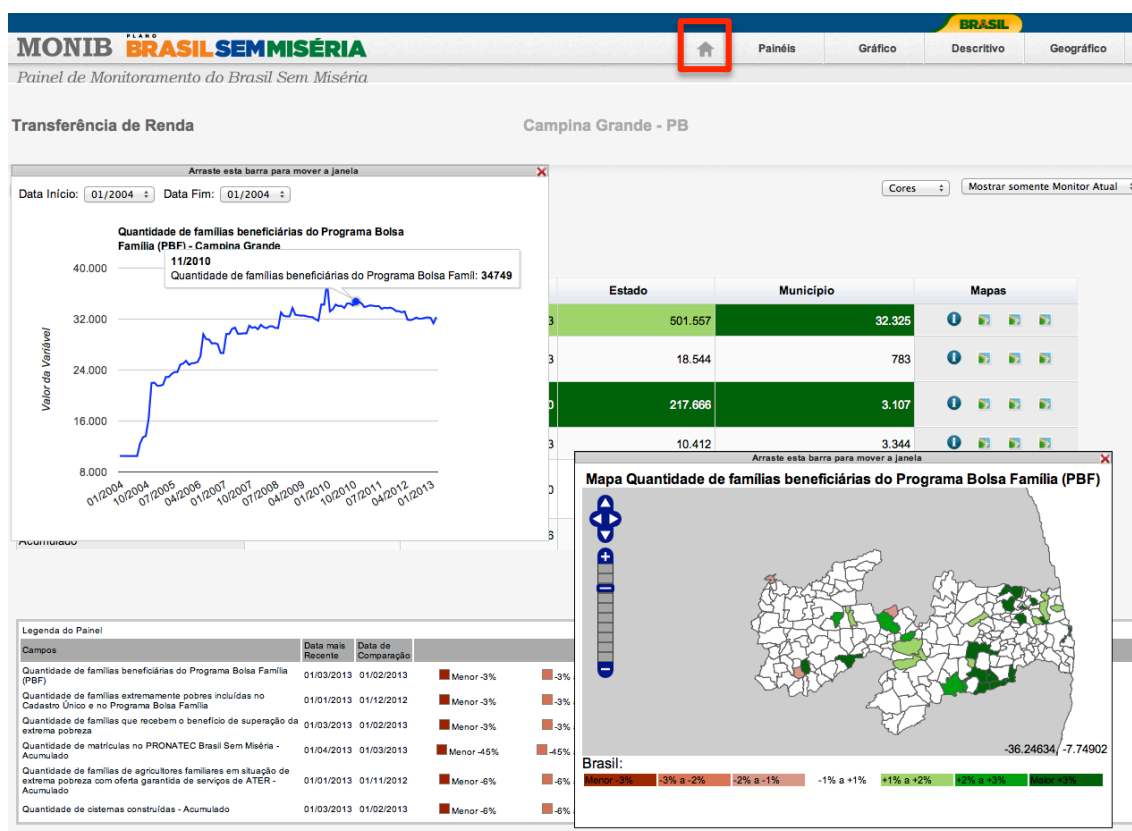 BRASIL
MONIB PLANO BRASIL SEM MISÉRIA
Painéis Gráfico Descritivo Geográfico
Painel de Monitoramento do Brasil Sem Miséria
Transferência de Renda
Campina Grande - PB
Arraste esta barra para mover a janela
Data Início: 01/2004 Data Fim: 01/2004
Cores Mostrar somente Monitor Atual
Quantidade de famílias beneficiárias do Programa Bolsa
Família (PBF) - Campina Grande
11/2010
Quantidade de famílias beneficiárias do Programa Bolsa Famíl: 34749
40.000
32.000
24.000
16.000
8.000
Valor da Variável
01/2004 10/2004 07/2005 04/2006 01/2007 10/2007 07/2008 04/2009 01/2010 10/2010 07/2011 04/2012 01/2013
Estado Município Mapas
3 501.557 32.325
3 18.544 783
0 217.666 3.107
3 10.412 3.344
0
6
Acumulado
Arraste esta barra para mover a janela
Mapa Quantidade de famílias beneficiárias do Programa Bolsa Família (PBF)
-36.24634, -7.74902
Brasil:
Menor -3% -3% a -2% -2% a -1% -1% a +1% +1% a +2% +2% a +3% Maior +3%
Legenda do Painel
Campos Data mais Recente Data de Comparação
Quantidade de famílias beneficiárias do Programa Bolsa Família
(PBF) 01/03/2013 01/02/2013 Menor -3% -3%
Quantidade de famílias extremamente pobres incluídas no
Cadastro Único e no Programa Bolsa Família 01/01/2013 01/12/2012 Menor -3% -3%
Quantidade de famílias que recebem o benefício de superação da
extrema pobreza 01/03/2013 01/02/2013 Menor -3% -3%
Quantidade de matrículas no PRONATEC Brasil Sem Miséria -
Acumulado 01/04/2013 01/03/2013 Menor -45% -45%
Quantidade de famílias de agricultores familiares em situação de
extrema pobreza com oferta garantida de serviços de ATER -
Acumulado 01/01/2013 01/11/2012 Menor -6% -6%
Quantidade de cisternas construídas - Acumulado 01/03/2013 01/02/2013 Menor -6% -6%